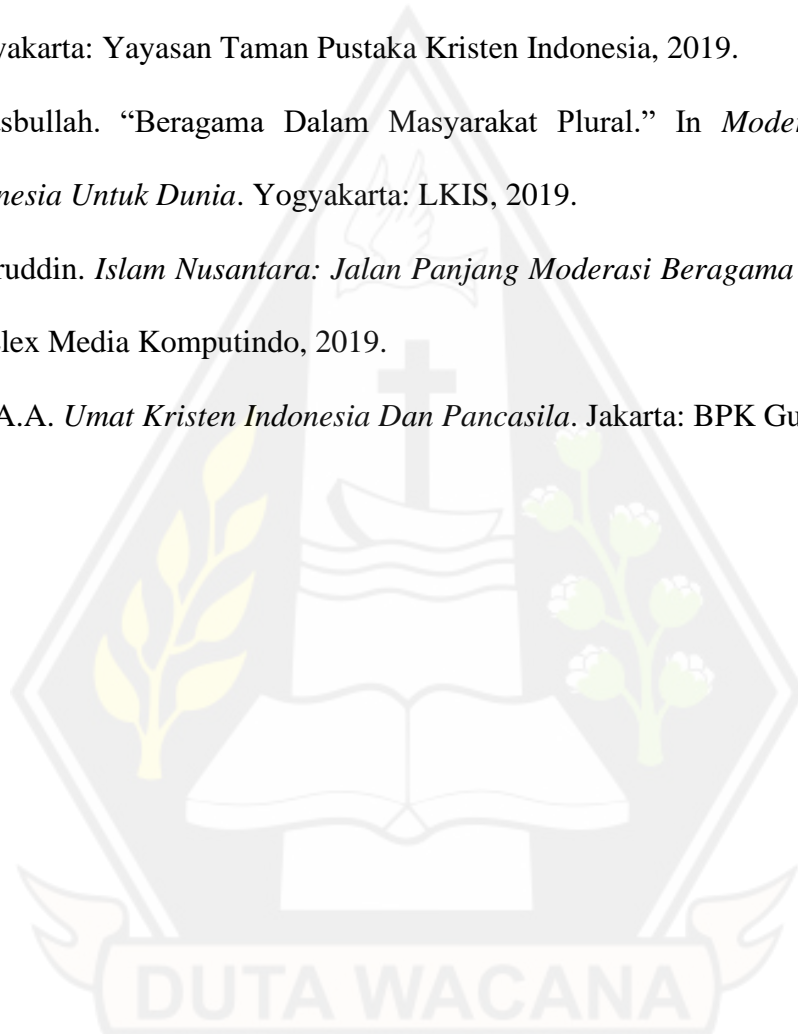 yakarta: Yayasan Taman Pustaka Kristen Indonesia, 2019.
sbullah. “Beragama Dalam Masyarakat Plural.” In Moder
nesia Untuk Dunia. Yogyakarta: LKIS, 2019.
ruddin. Islam Nusantara: Jalan Panjang Moderasi Beragama
lex Media Komputindo, 2019.
A.A. Umat Kristen Indonesia Dan Pancasila. Jakarta: BPK Gu
DUTA WACANA